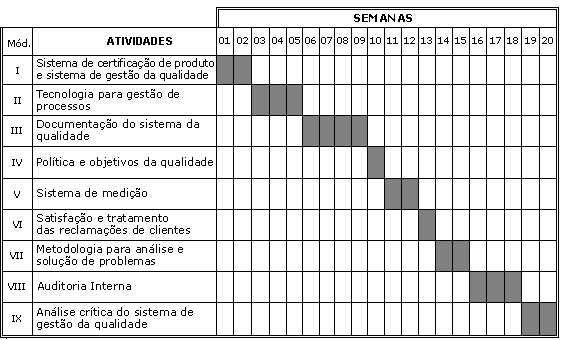 SEMANAS
Mód. ATIVIDADES 01 02 03 04 05 06 07 08 09 10 11 12 13 14 15 16 17 18 19 20
I Sistema de certificação de produto
e sistema de gestão da qualidade
II Tecnologia para gestão de
processos
III Documentação do sistema da
qualidade
IV Política e objetivos da qualidade
V Sistema de medição
VI Satisfação e tratamento
das reclamações de clientes
VII Metodologia para análise e
solução de problemas
VIII Auditoria Interna
IX Análise crítica do sistema de
gestão da qualidade